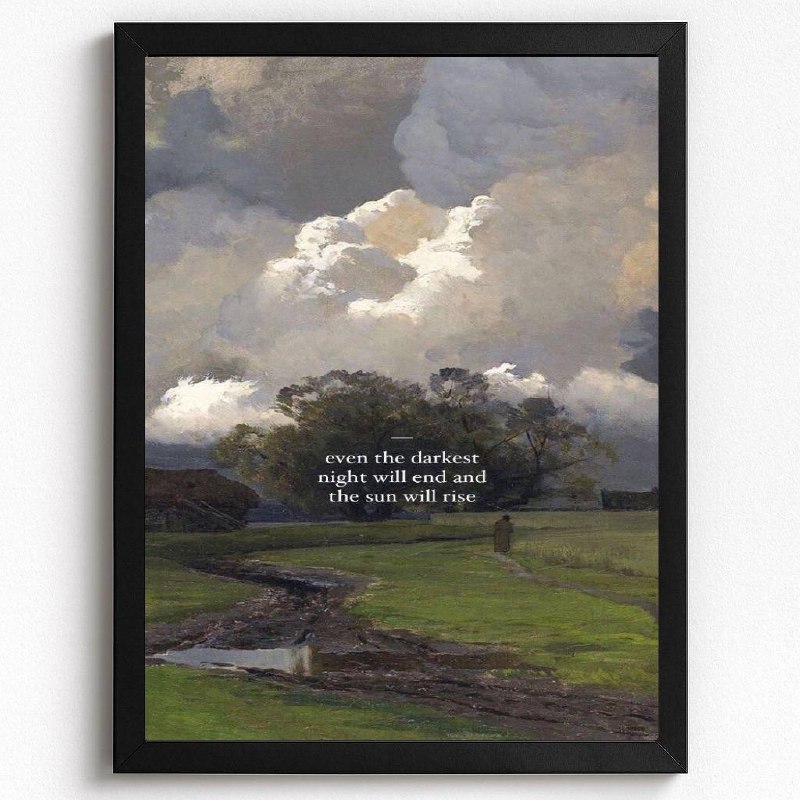 even the darkest
night will end and
the sun will rise